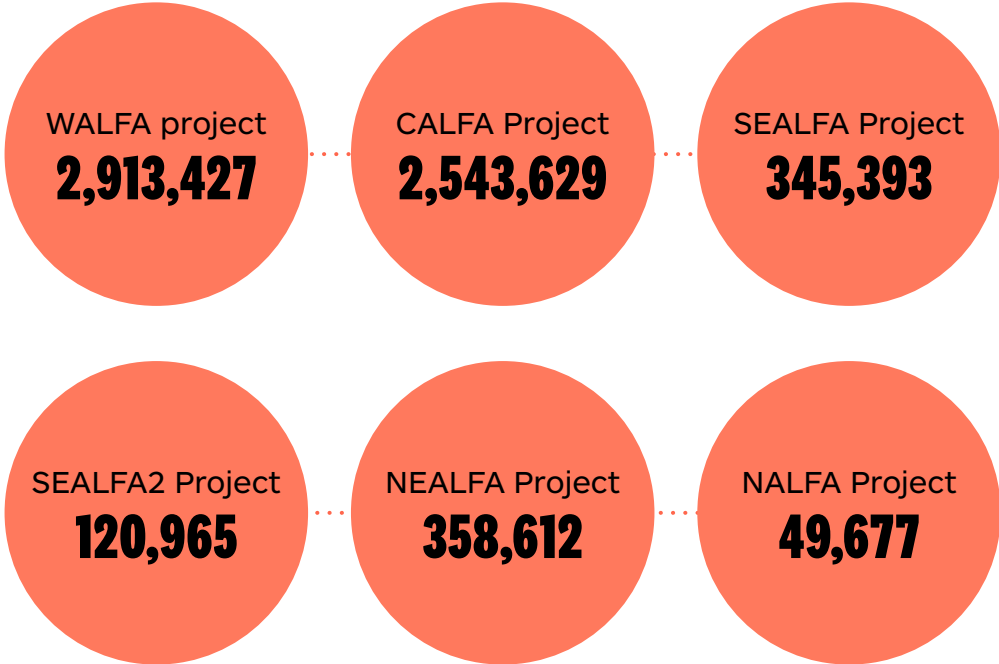 WALFA project
2,913,427
CALFA Project
2,543,629
SEALFA Project
345,393
SEALFA2 Project
120,965
NEALFA Project
358,612
NALFA Project
49,677